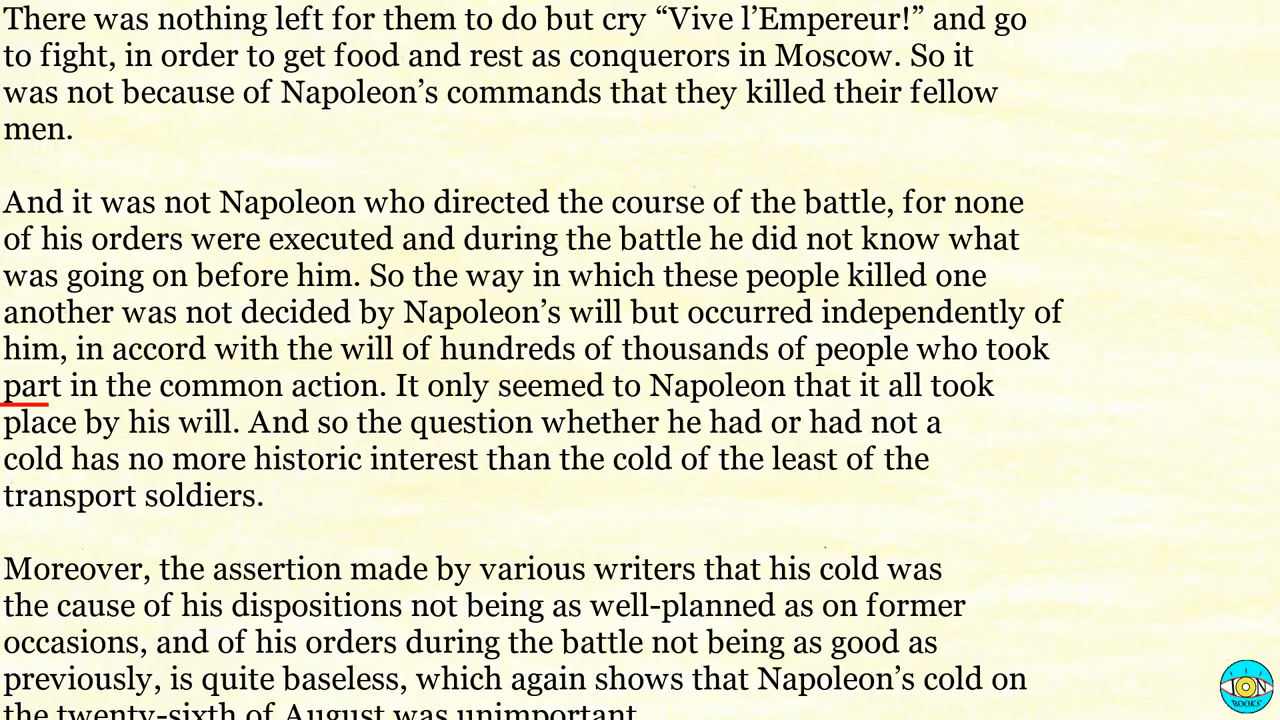 There was nothing left for them to do but cry “Vive l’Empereur!” and go
to fight, in order to get food and rest as conquerors in Moscow. So it
was not because of Napoleon’s commands that they killed their fellow
men.
And it was not Napoleon who directed the course of the battle, for none
of his orders were executed and during the battle he did not know what
was going on before him. So the way in which these people killed one
another was not decided by Napoleon’s will but occurred independently of
him, in accord with the will of hundreds of thousands of people who took
part in the common action. It only seemed to Napoleon that it all took
place by his will. And so the question whether he had or had not a
cold has no more historic interest than the cold of the least of the
transport soldiers.
Moreover, the assertion made by various writers that his cold was
the cause of his dispositions not being as well-planned as on former
occasions, and of his orders during the battle not being as good as
previously, is quite baseless, which again shows that Napoleon’s cold on
the twenty-sixth of August was unimportant.
ION
BOOKS